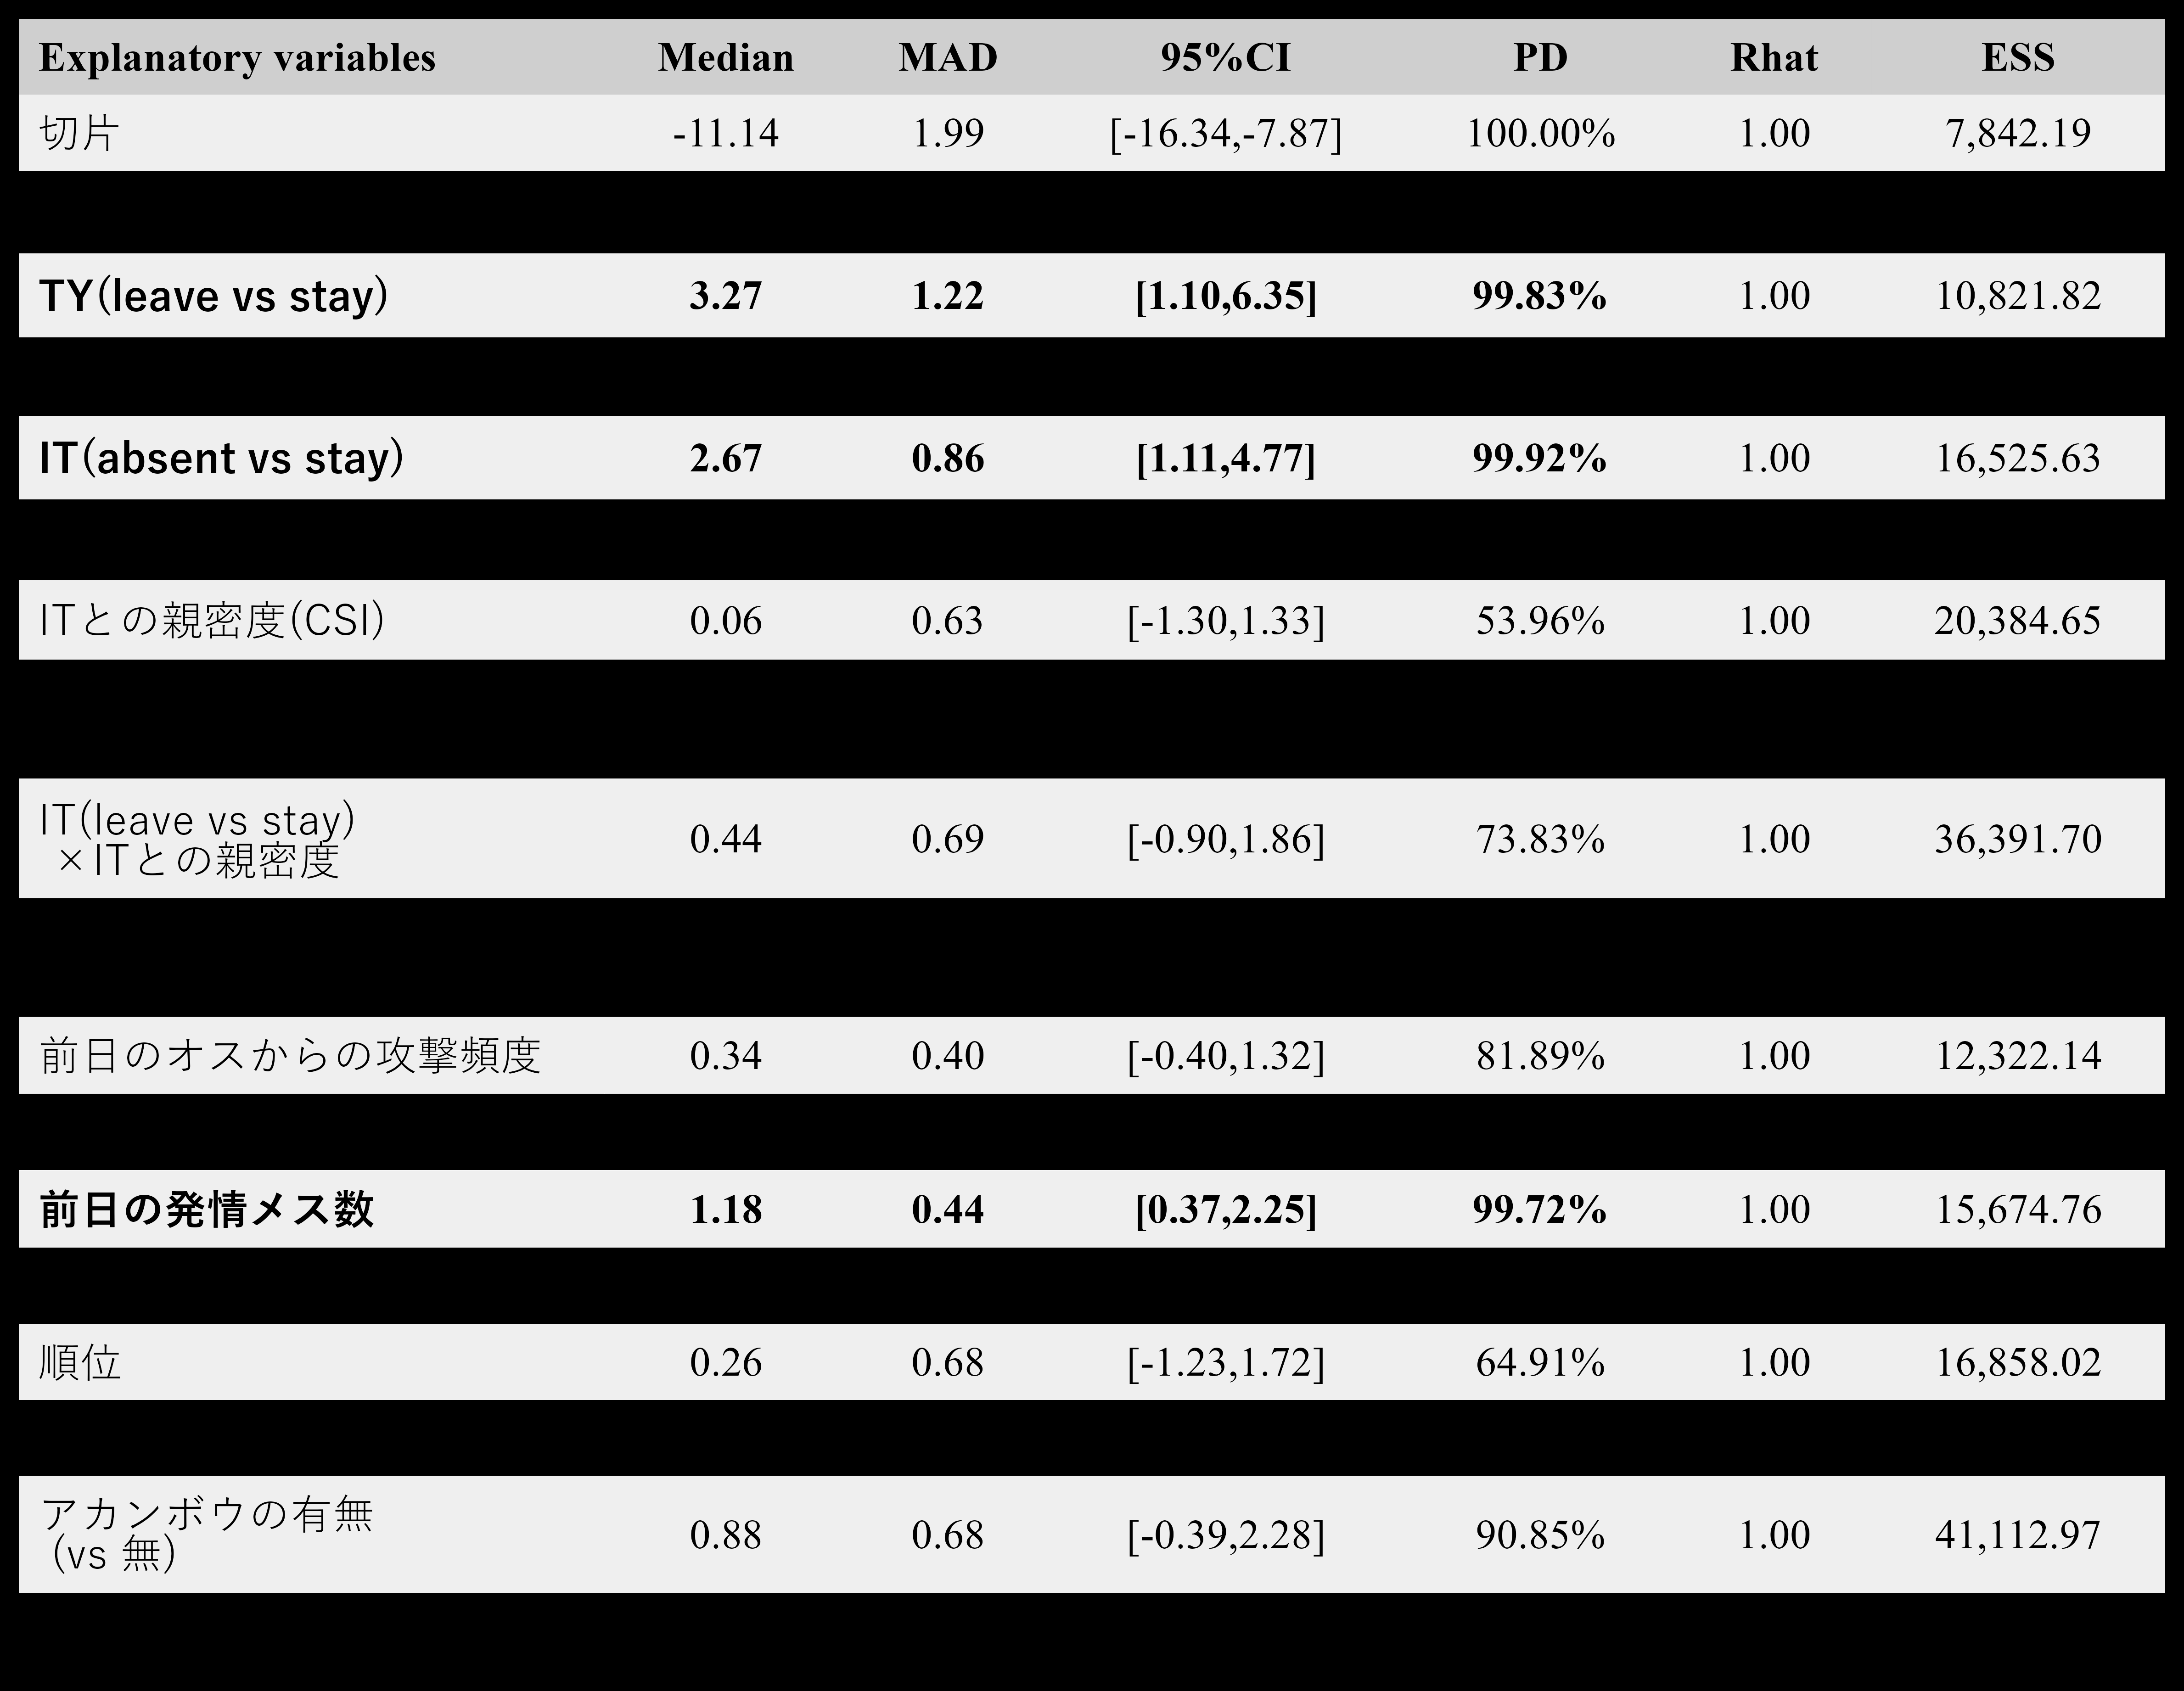 Explanatory variables Median MAD 95%CI PD Rhat ESS
切片 -11.14 1.99 [-16.34,-7.87] 100.00% 1.00 7,842.19
TY(leave vs stay) 3.27 1.22 [1.10,6.35] 99.83% 1.00 10,821.82
IT(absent vs stay) 2.67 0.86 [1.11,4.77] 99.92% 1.00 16,525.63
ITとの親密度(CSI) 0.06 0.63 [-1.30,1.33] 53.96% 1.00 20,384.65
IT(leave vs stay)
×ITとの親密度 0.44 0.69 [-0.90,1.86] 73.83% 1.00 36,391.70
前日のオスからの攻撃頻度 0.34 0.40 [-0.40,1.32] 81.89% 1.00 12,322.14
前日の発情メス数 1.18 0.44 [0.37,2.25] 99.72% 1.00 15,674.76
順位 0.26 0.68 [-1.23,1.72] 64.91% 1.00 16,858.02
アカンボウの有無
(vs 無) 0.88 0.68 [-0.39,2.28] 90.85% 1.00 41,112.97